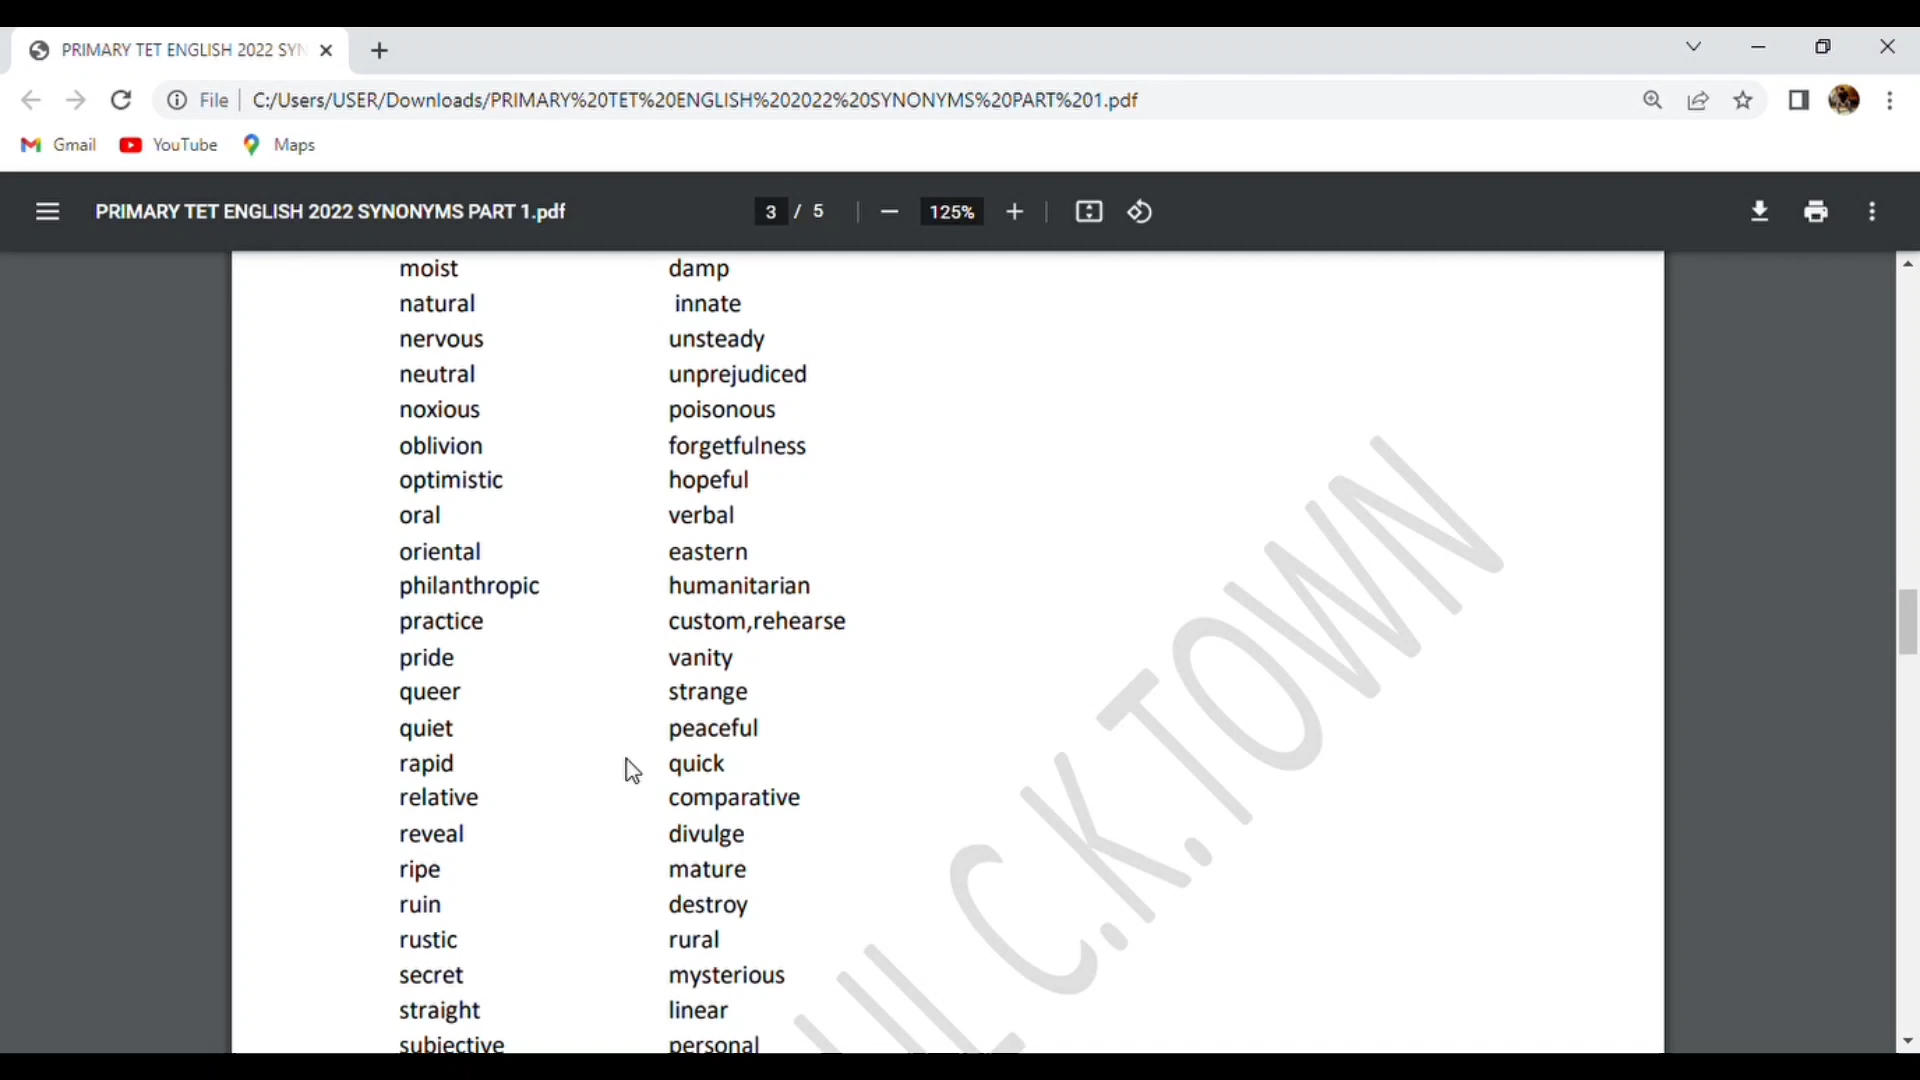 PRIMARY TET ENGLISH 2022 SYN
File C:/Users/USER/Downloads/PRIMARY%20TET%20ENGLISH%202022%20SYNONYMS%20PART%201.pdf
Gmail YouTube Maps
PRIMARY TET ENGLISH 2022 SYNONYMS PART 1.pdf 3 / 5 125%
moist damp
natural innate
nervous unsteady
neutral unprejudiced
noxious poisonous
oblivion forgetfulness
optimistic hopeful
oral verbal
oriental eastern
philanthropic humanitarian
practice custom,rehearse
pride vanity
queer strange
quiet peaceful
rapid quick
relative comparative
reveal divulge
ripe mature
ruin destroy
rustic rural
secret mysterious
straight linear
subjective personal
C.K.TOWN